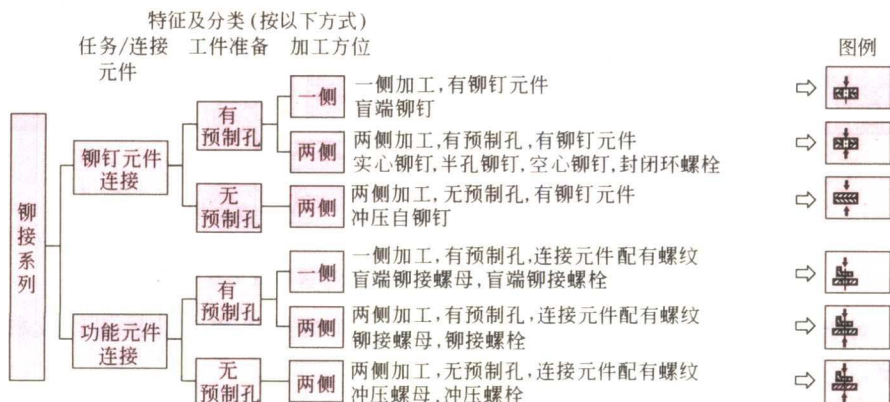 特征及分类(按以下方式)
任务/连接元件 工件准备 加工方位 图例
铆接系列
铆钉元件连接
有预制孔
一侧 一侧加工,有铆钉元件
盲端铆钉
两侧 两侧加工,有预制孔,有铆钉元件
实心铆钉,半孔铆钉,空心铆钉,封闭环螺栓
无预制孔
两侧 两侧加工,无预制孔,有铆钉元件
冲压自铆钉
功能元件连接
有预制孔
一侧 一侧加工,有预制孔,连接元件配有螺纹
盲端铆接螺母,盲端铆接螺栓
两侧 两侧加工,有预制孔,连接元件配有螺纹
铆接螺母,铆接螺栓
无预制孔
两侧 两侧加工,无预制孔,连接元件配有螺纹
冲压螺母,冲压螺栓